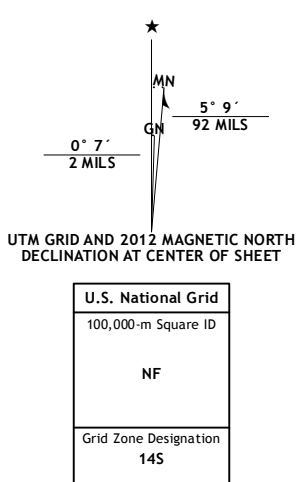 ★
MN
5° 9´
92 MILS
GN
0° 7´
2 MILS
UTM GRID AND 2012 MAGNETIC NORTH
DECLINATION AT CENTER OF SHEET
U.S. National Grid
100,000-m Square ID
NF
Grid Zone Designation
14S